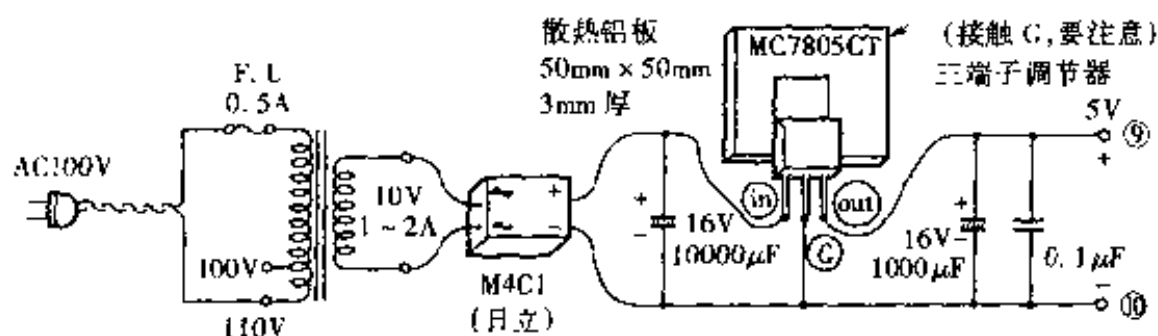 散热铝板
50mm × 50mm
3mm 厚
MC7805CT
(接触 G,要注意)
三端子调节器
F. U
0. 5A
AC100V
100V
110V
10V
1 ~ 2A
~
~
+
−
M4C1
(日立)
+
−
16V
10000μF
in
G
out
+
16V−
1000μF
0. 1μF
5V
⑨
+
−
⑩